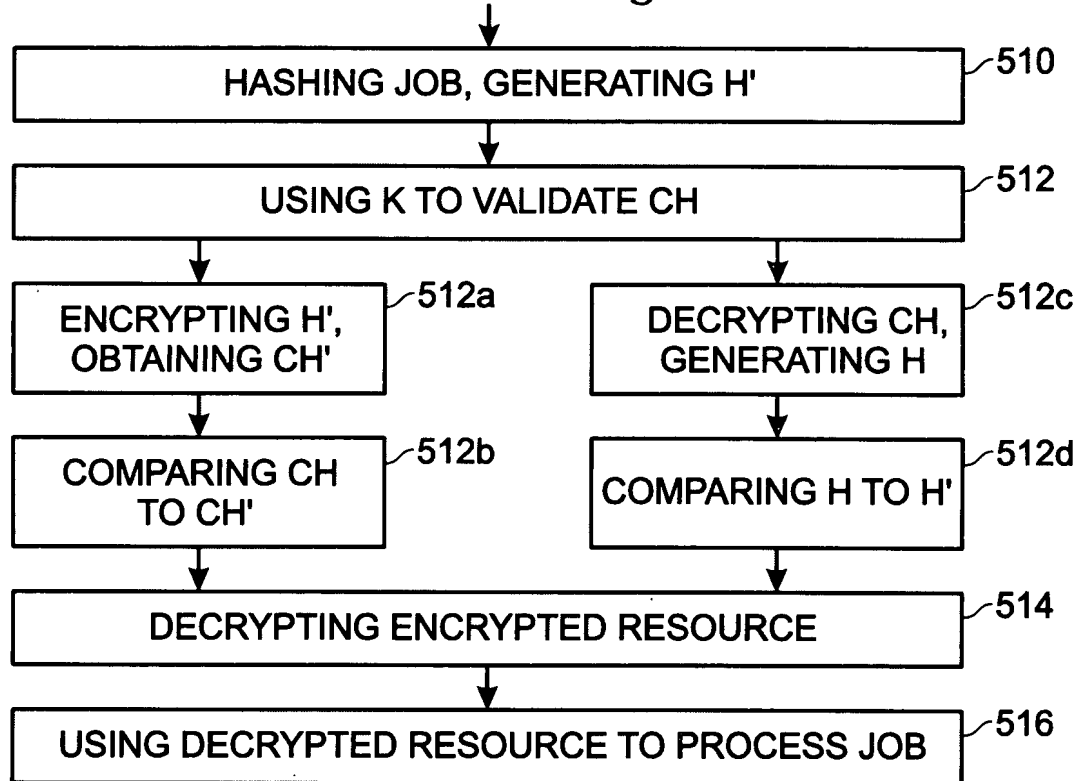 HASHING JOB, GENERATING H'
510
USING K TO VALIDATE CH
512
ENCRYPTING H',
OBTAINING CH'
512a
DECRYPTING CH,
GENERATING H
512c
COMPARING CH
TO CH'
512b
COMPARING H TO H'
512d
DECRYPTING ENCRYPTED RESOURCE
514
USING DECRYPTED RESOURCE TO PROCESS JOB
516